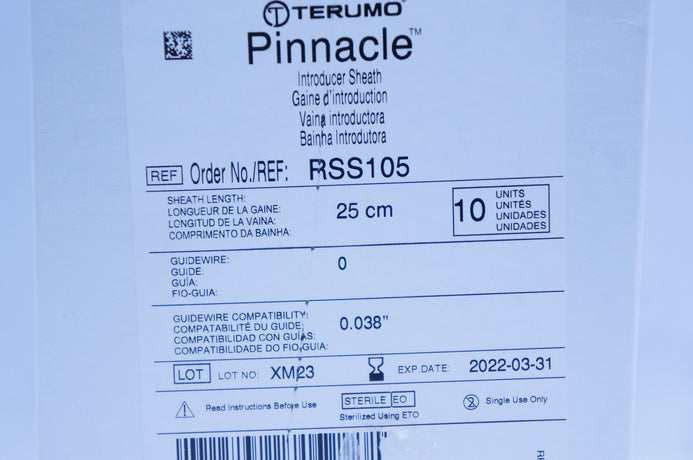 TERUMO®
Pinnacle™
Introducer Sheath
Gaine d'introduction
Vaina introductora
Bainha Introdutora
REF Order No./REF: RSS105
SHEATH LENGTH:
LONGUEUR DE LA GAINE:
LONGITUD DE LA VAINA:
COMPRIMENTO DA BAINHA:
25 cm
10
UNITS
UNITÉS
UNIDADES
UNIDADES
GUIDEWIRE:
GUIDE:
GUÍA:
FIO-GUIA:
0
GUIDEWIRE COMPATIBILITY:
COMPATABILITÉ DU GUIDE:
COMPATIBILIDAD CON GUÍAS:
COMPATIBILIDADE DO FIO-GUIA:
0.038"
LOT LOT NO: XM23 EXP.DATE: 2022-03-31
Read Instructions Before Use
STERILE EO
Sterilized Using ETO
2 Single Use Only